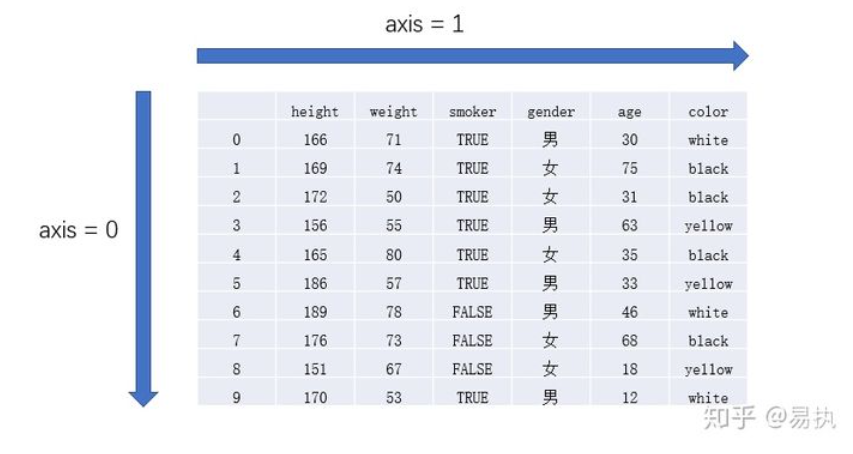 axis = 1
height weight smoker gender age color
0 166 71 TRUE 男 30 white
1 169 74 TRUE 女 75 black
2 172 50 TRUE 女 31 black
axis = 0
3 156 55 TRUE 男 63 yellow
4 165 80 TRUE 女 35 black
5 186 57 TRUE 男 33 yellow
6 189 78 FALSE 男 46 white
7 176 73 FALSE 女 68 black
8 151 67 FALSE 女 18 yellow
9 170 53 TRUE 男 12 white
知乎 @易执